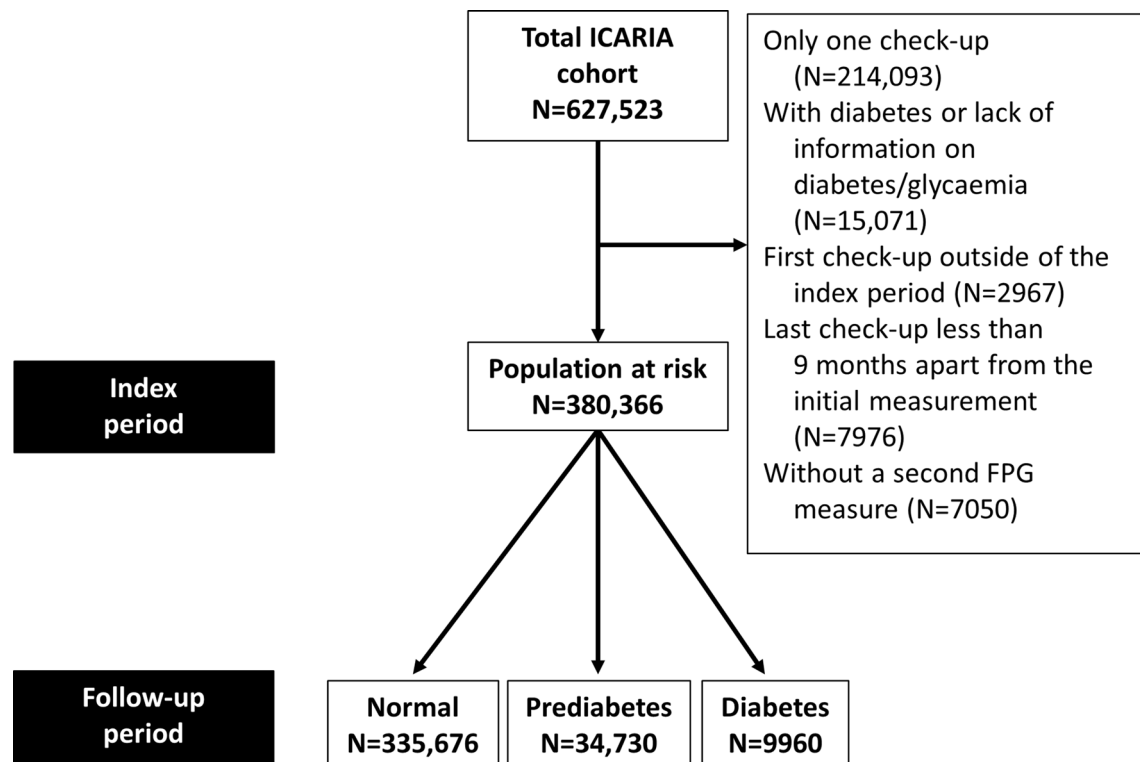 Total ICARIA
cohort
N=627,523
Only one check-up
(N=214,093)
With diabetes or lack of
information on
diabetes/glycaemia
(N=15,071)
First check-up outside of the
index period (N=2967)
Last check-up less than
9 months apart from the
initial measurement
(N=7976)
Without a second FPG
measure (N=7050)
Index
period
Population at risk
N=380,366
Follow-up
period
Normal
N=335,676
Prediabetes
N=34,730
Diabetes
N=9960